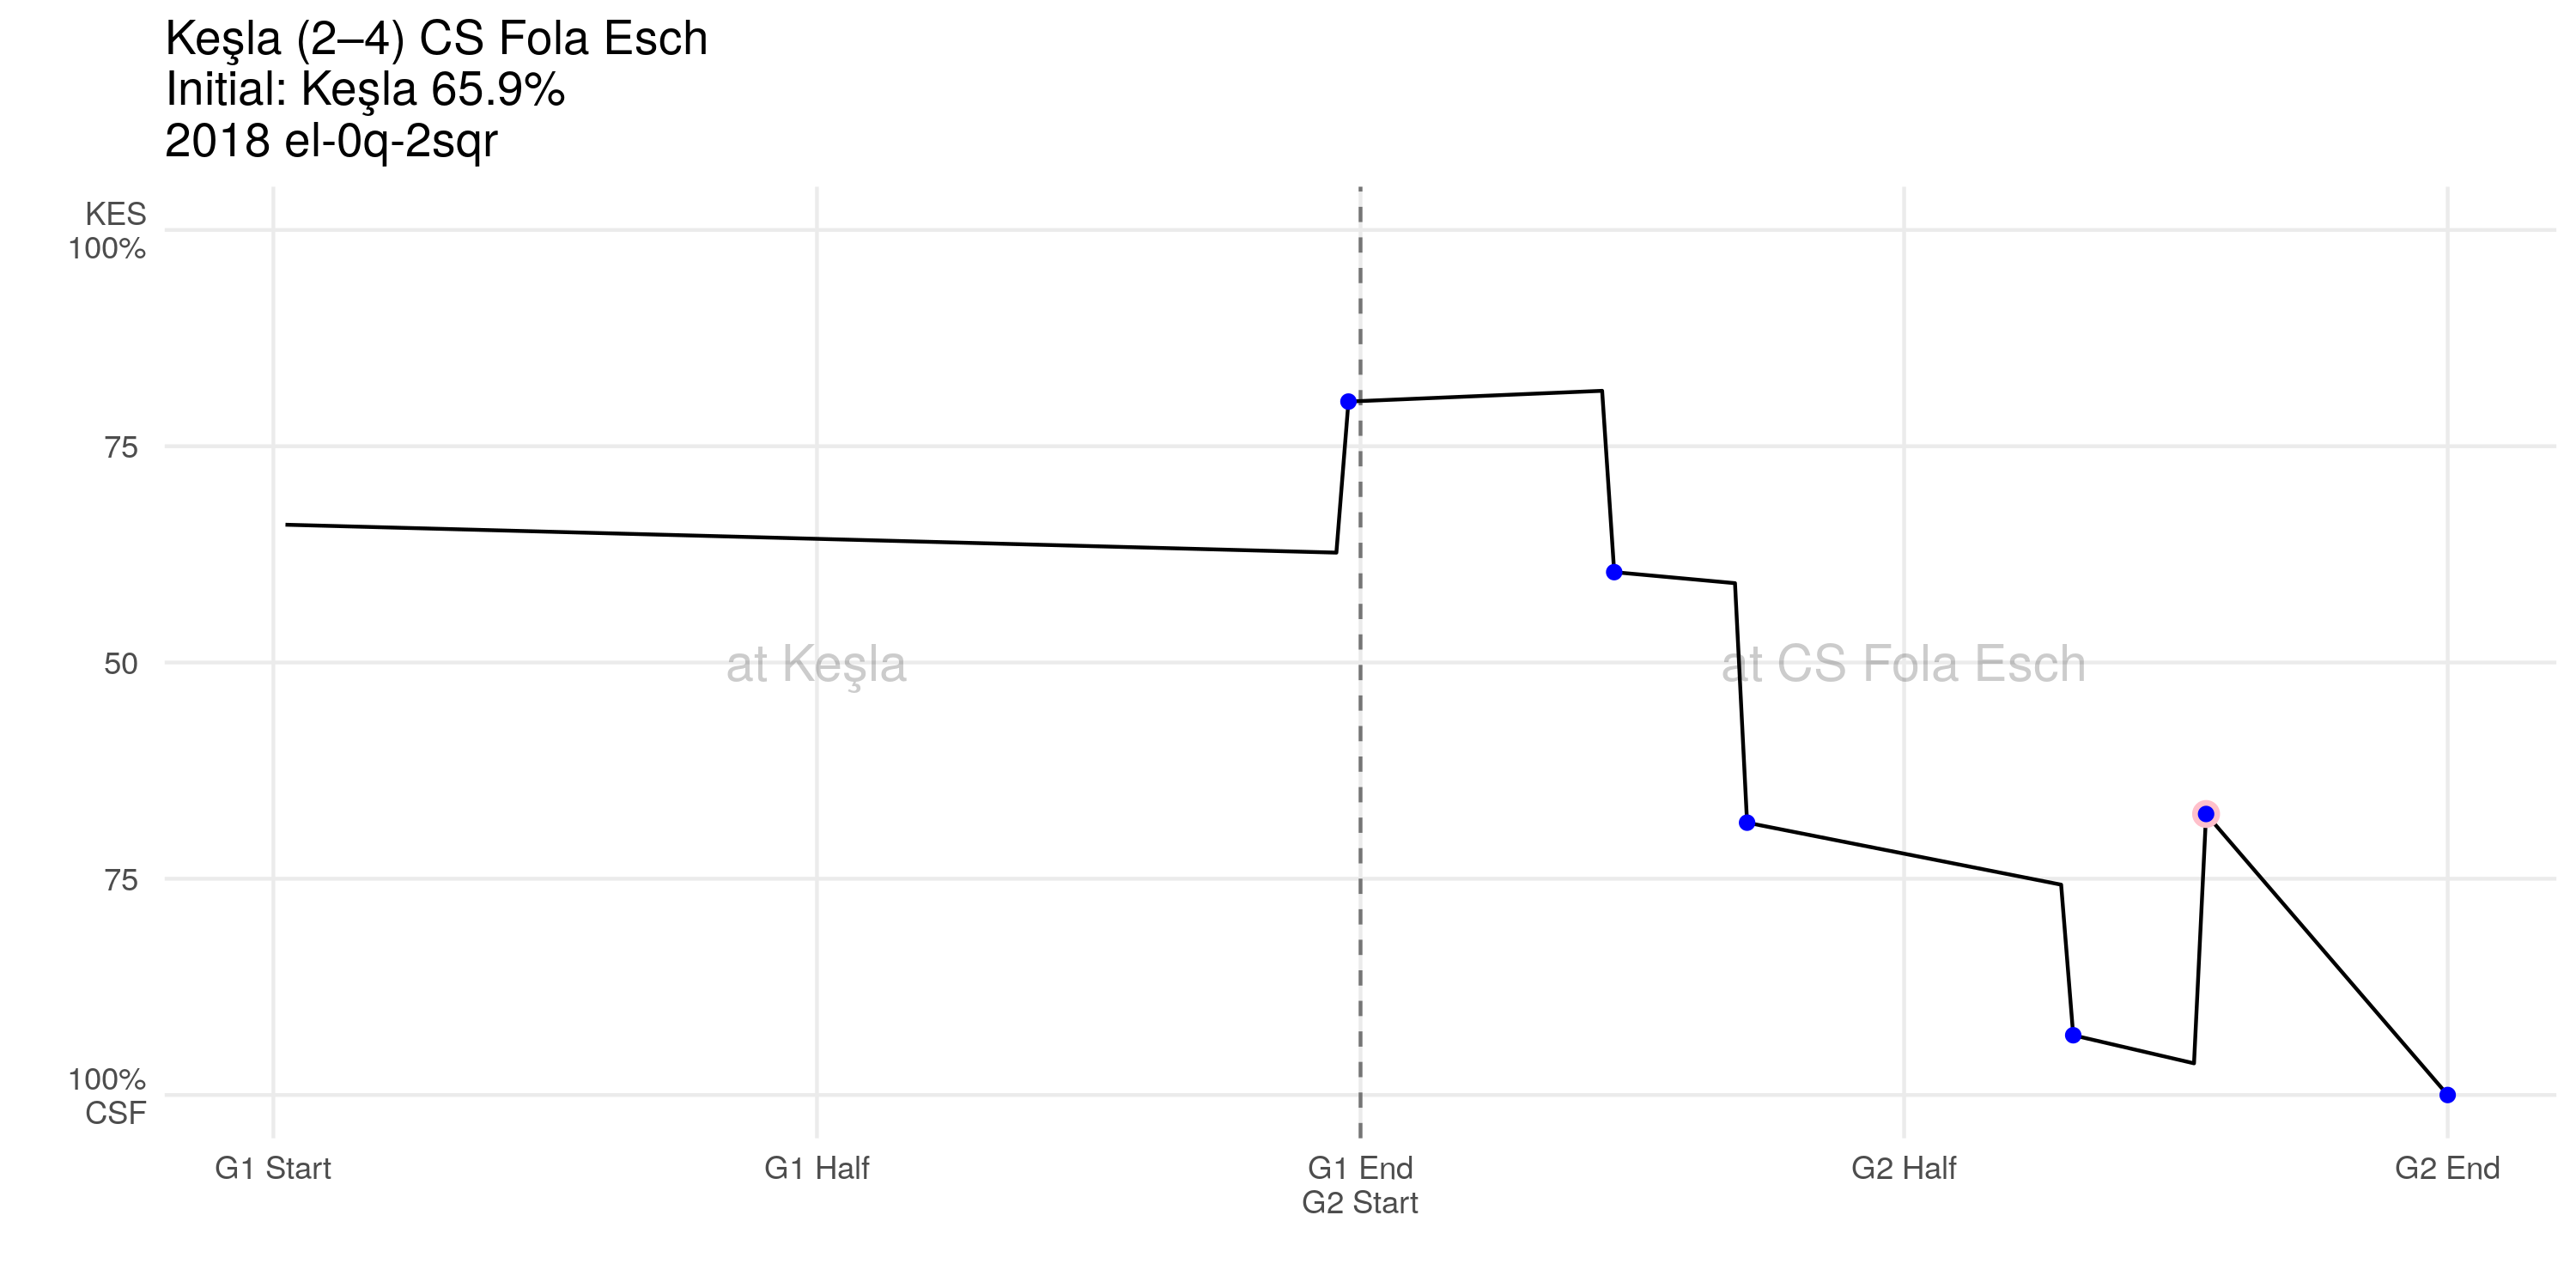 Keşla (2–4) CS Fola Esch
Initial: Keşla 65.9%
2018 el-0q-2sqr
KES
100%
75
50
75
100%
CSF
at Keşla
at CS Fola Esch
G1 Start
G1 Half
G1 End
G2 Start
G2 Half
G2 End